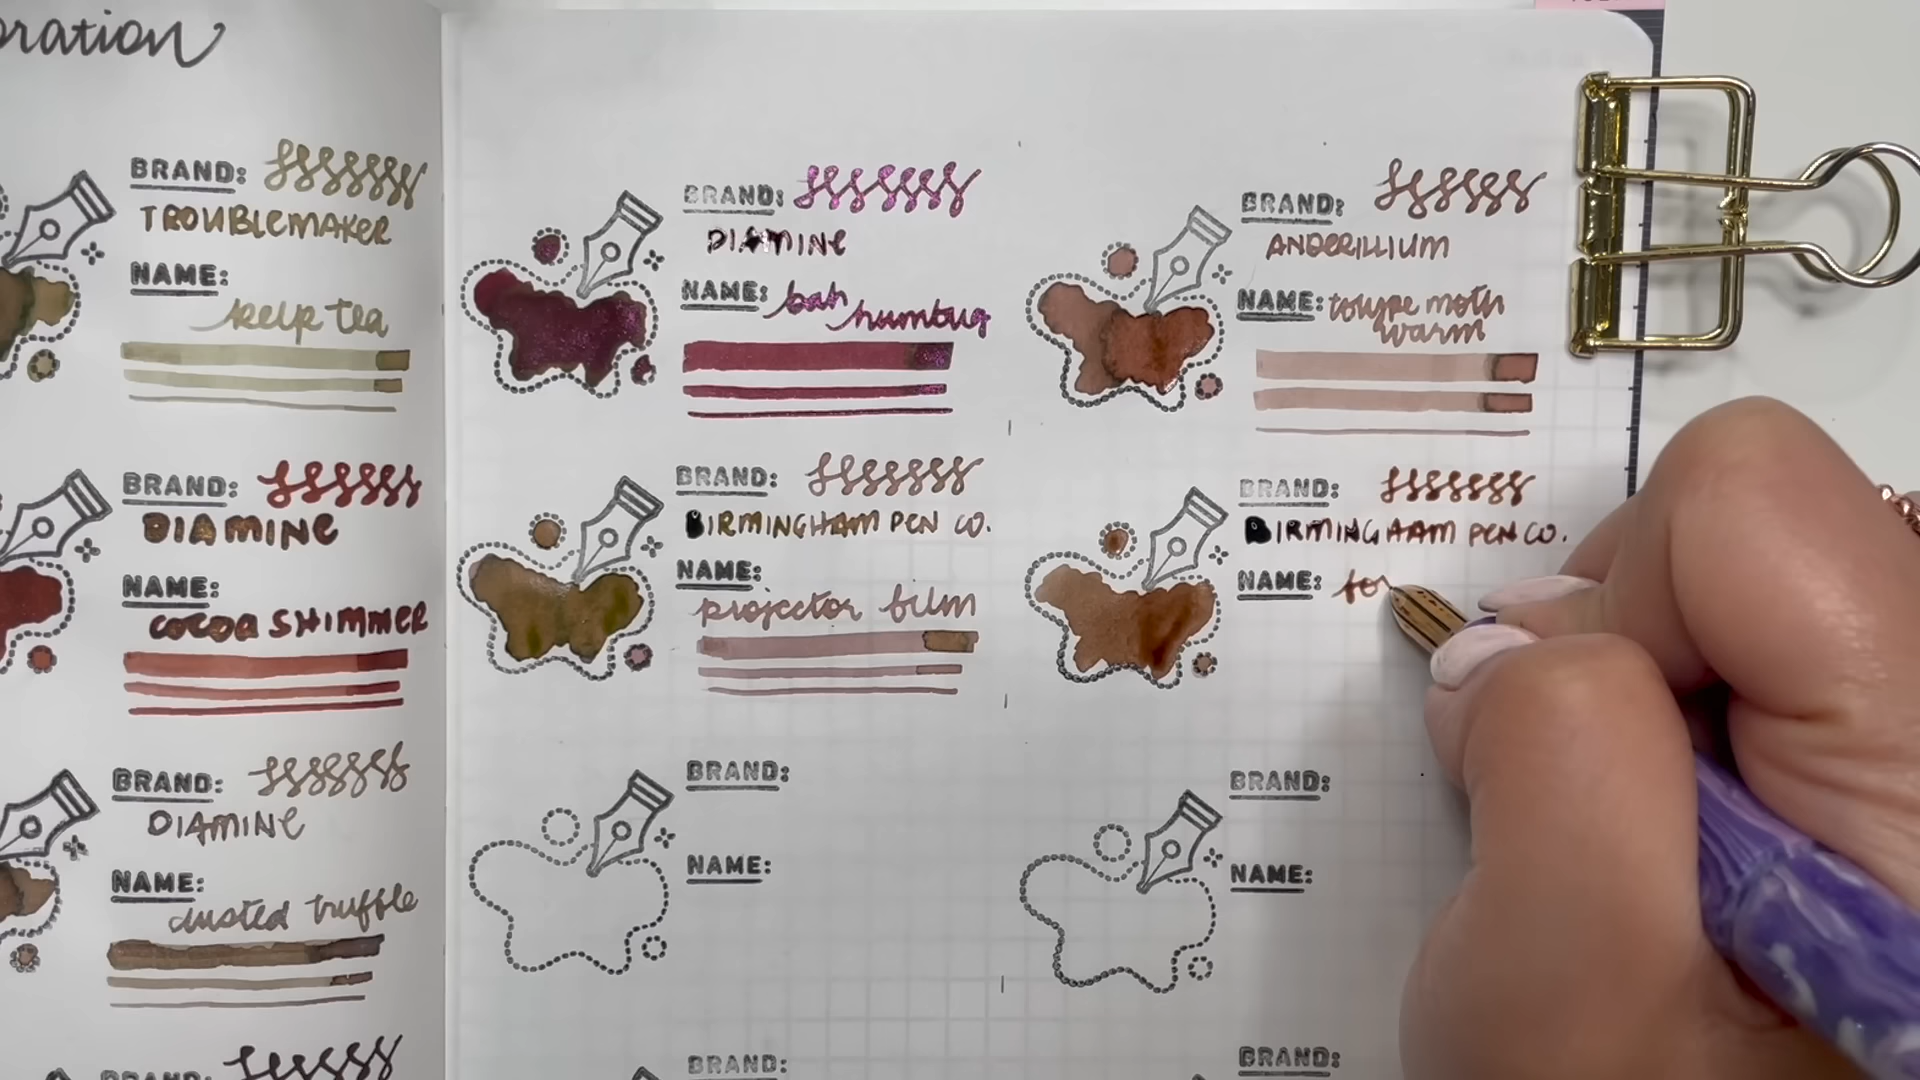 BRAND:
TROUBLEMAKER
NAME:
kelp tea
BRAND:
DIAMINE
NAME:
COCOA SHIMMER
BRAND:
DIAMINE
NAME:
dusted truffle
BRAND:
BRAND:
DIAMINE
NAME: bah humbug
BRAND:
BIRMINGHAM PEN CO.
NAME:
projector film
BRAND:
NAME:
BRAND:
BRAND:
ANDERILLIUM
NAME: tolype moth
warm
BRAND:
BIRMINGHAM PEN CO.
NAME:
BRAND:
NAME:
BRAND: